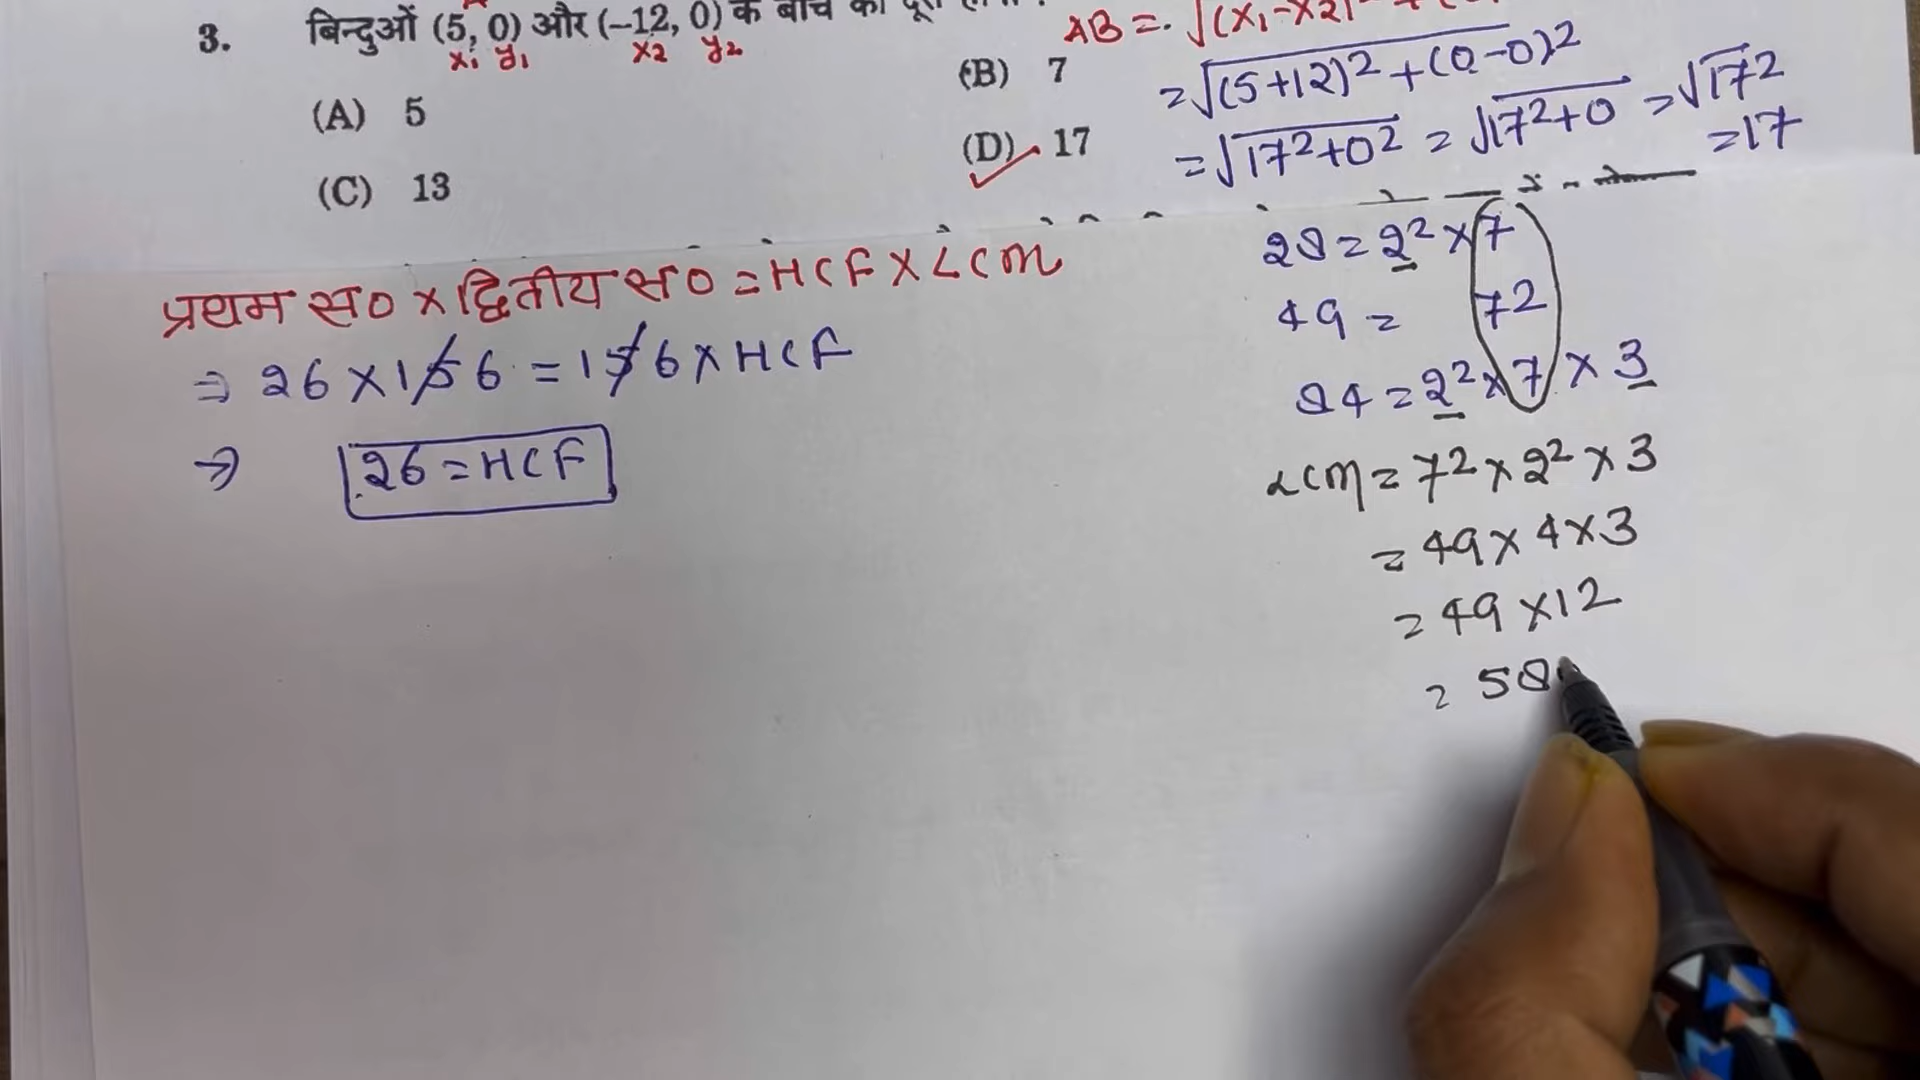 3. बिन्दुओं (5, 0) और (–12, 0) के बीच की दूरी
x₁ y₁ x₂ y₂
(A) 5
(B) 7
(C) 13
(D) 17
AB = √(x₁-x₂)²
= √(5+12)² + (0-0)²
= √17²+0² = √17²+0 = √17²
= 17
प्रथम सं० × द्वितीय सं० = HCF × LCM
⇒ 26 × 156 = 156 × HCF
⇒ 26 = HCF
28 = 2² × 7
49 = 7²
84 = 2² × 7 × 3
LCM = 7² × 2² × 3
= 49 × 4 × 3
= 49 × 12
= 58